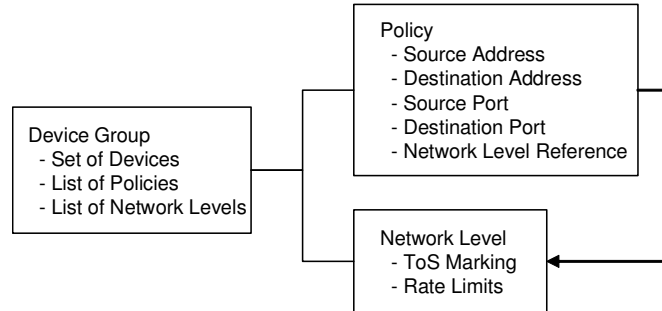 Device Group
- Set of Devices
- List of Policies
- List of Network Levels
Policy
- Source Address
- Destination Address
- Source Port
- Destination Port
- Network Level Reference
Network Level
- ToS Marking
- Rate Limits